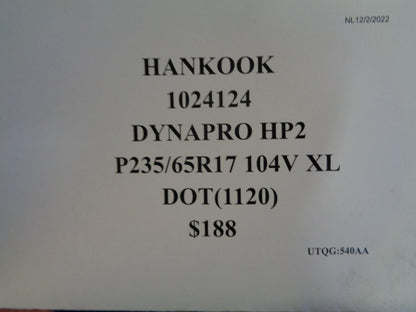 NL12/2/2022
HANKOOK
1024124
DYNAPRO HP2
P235/65R17 104V XL
DOT(1120)
$188
UTQG:540AA